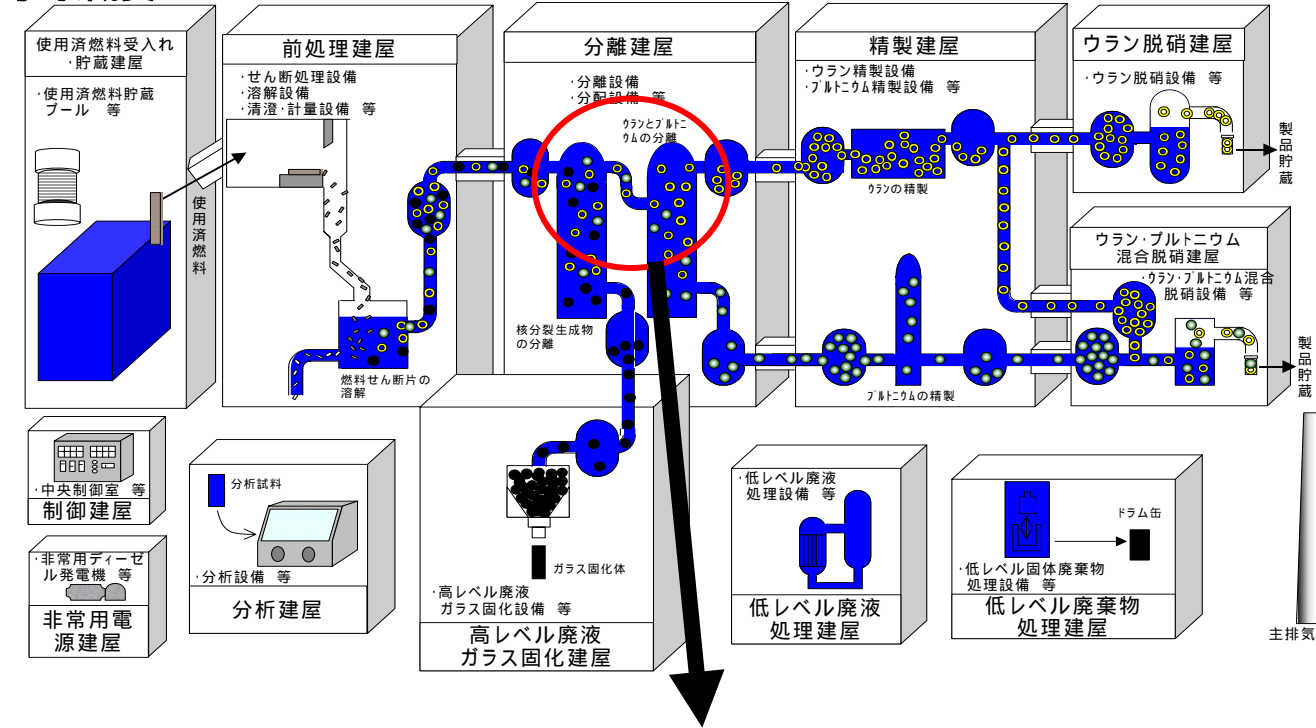 使用済燃料受入れ
・貯蔵建屋
・使用済燃料貯蔵
プール 等
使用済燃料
前処理建屋
・せん断処理設備
・溶解設備
・清澄・計量設備 等
燃料せん断片の
溶解
分離建屋
・分離設備
・分配設備 等
ウランとプルトニ
ウムの分離
核分裂生成物
の分離
精製建屋
・ウラン精製設備
・プルトニウム精製設備 等
ウランの精製
プルトニウムの精製
ウラン脱硝建屋
・ウラン脱硝設備 等
製品貯蔵
ウラン・プルトニウム
混合脱硝建屋
・ウラン・プルトニウム混合
脱硝設備 等
製品貯蔵
・中央制御室 等
制御建屋
・非常用ディーゼ
ル発電機 等
非常用電
源建屋
分析試料
・分析設備 等
分析建屋
ガラス固化体
・高レベル廃液
ガラス固化設備 等
高レベル廃液
ガラス固化建屋
・低レベル廃液
処理設備 等
低レベル廃液
処理建屋
ドラム缶
・低レベル固体廃棄物
処理設備 等
低レベル廃棄物
処理建屋
主排気